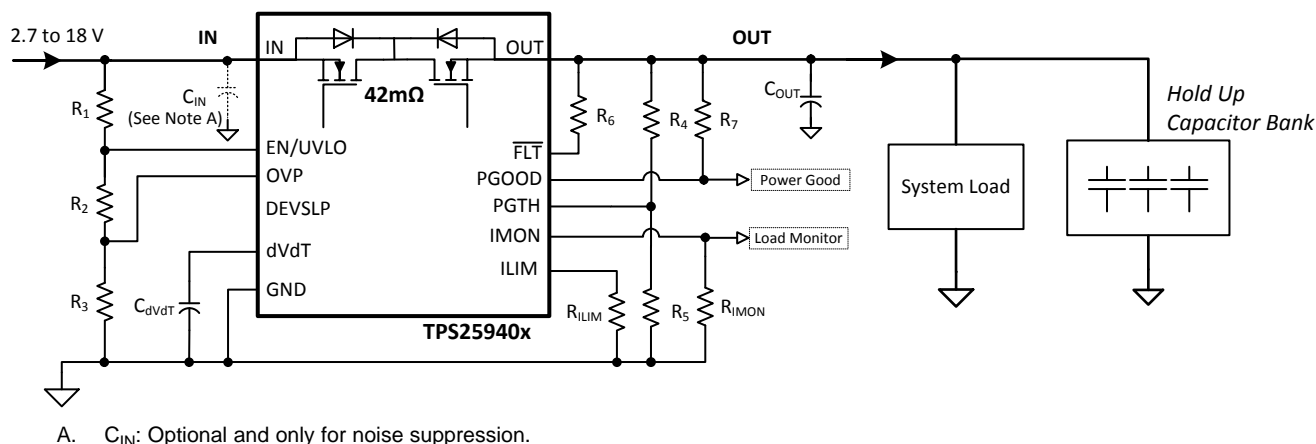 2.7 to 18 V
IN
IN
OUT
OUT
42mΩ
R1
CIN
(See Note A)
R6
R4
R7
COUT
Hold Up
Capacitor Bank
EN/UVLO
FLT
OVP
PGOOD
Power Good
R2
System Load
DEVSLP
PGTH
IMON
Load Monitor
dVdT
ILIM
R3
CdVdT
GND
RILIM
R5
RIMON
TPS25940x
A. CIN: Optional and only for noise suppression.